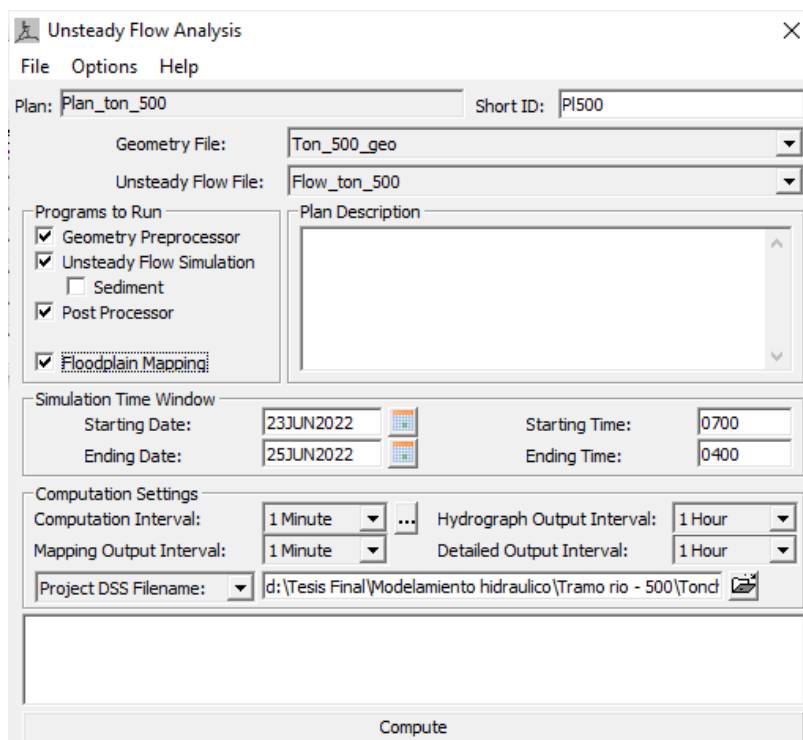 Unsteady Flow Analysis
File Options Help
Plan: Plan_ton_500 Short ID: Pl500
Geometry File: Ton_500_geo
Unsteady Flow File: Flow_ton_500
Programs to Run Plan Description
Geometry Preprocessor
Unsteady Flow Simulation
Sediment
Post Processor
Floodplain Mapping
Simulation Time Window
Starting Date: 23JUN2022 Starting Time: 0700
Ending Date: 25JUN2022 Ending Time: 0400
Computation Settings
Computation Interval: 1 Minute ... Hydrograph Output Interval: 1 Hour
Mapping Output Interval: 1 Minute Detailed Output Interval: 1 Hour
Project DSS Filename: d:\Tesis Final\Modelamiento hidraulico\Tramo rio - 500\Tonch
Compute